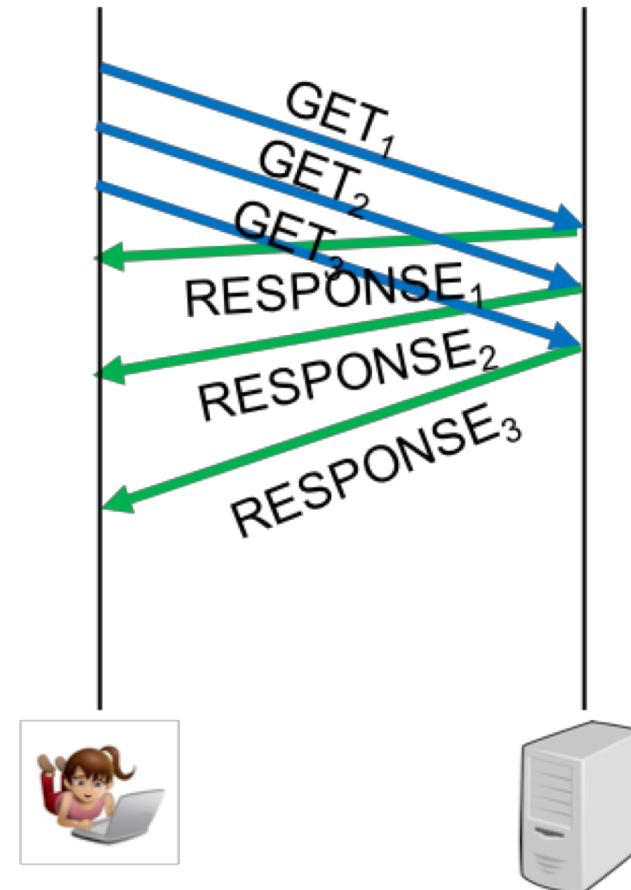 GET₁
GET₂
GET₃
RESPONSE₁
RESPONSE₂
RESPONSE₃